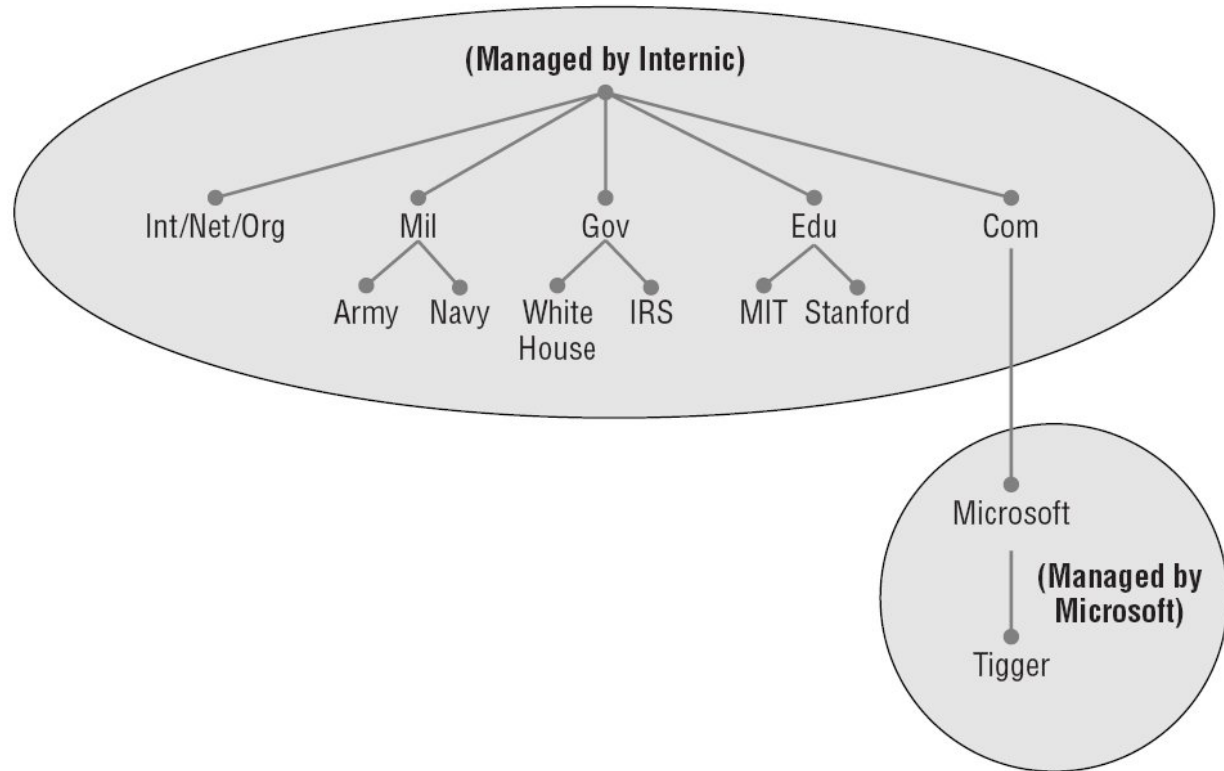 (Managed by Internic)
Int/Net/Org
Mil
Gov
Edu
Com
Army
Navy
White
House
IRS
MIT
Stanford
Microsoft
(Managed by
Microsoft)
Tigger